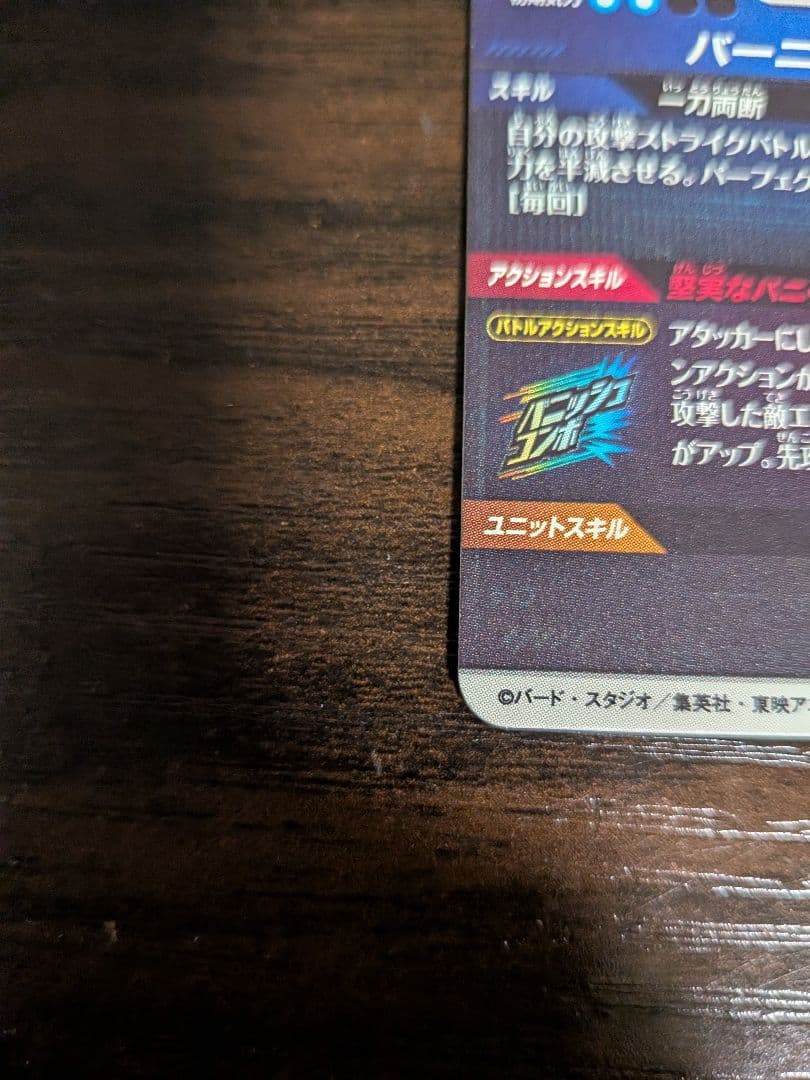 バーニ
スキル
一刀両断
自分の攻撃ストライクバトル
力を半減させる。パーフェク
[毎回]
アクションスキル
堅実なバニ
バトルアクションスキル
アタッカーに
ンアクションが
攻撃した敵エ
がアップ。先攻
バニッシュ
コンボ
ユニットスキル
©バード・スタジオ／集英社・東映ア